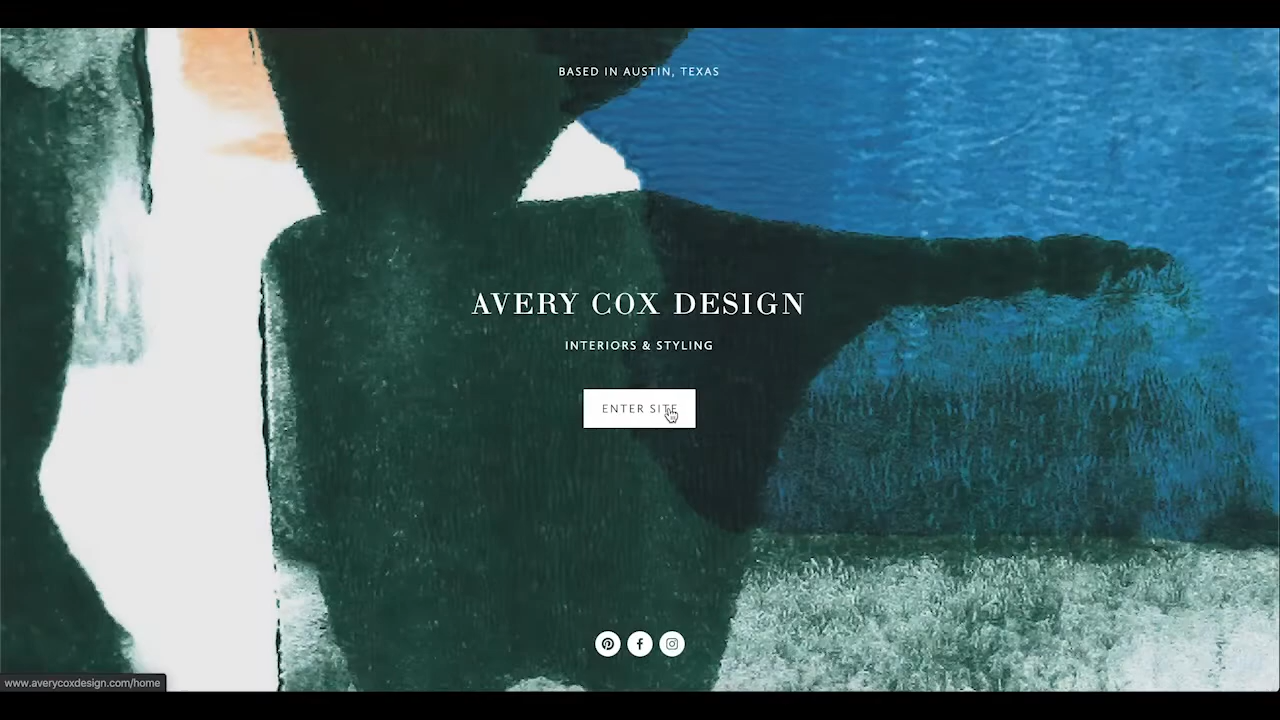 BASED IN AUSTIN, TEXAS
AVERY COX DESIGN
INTERIORS & STYLING
ENTER SITE
www.averycoxdesign.com/home